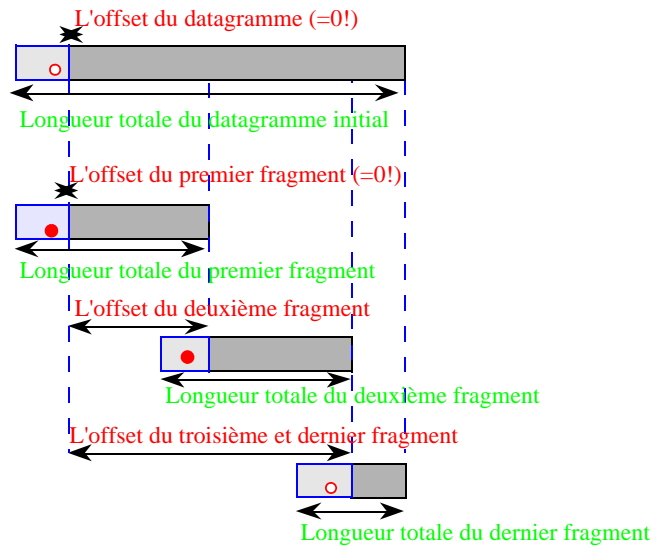 L'offset du datagramme (=0!)
Longueur totale du datagramme initial
L'offset du premier fragment (=0!)
Longueur totale du premier fragment
L'offset du deuxième fragment
Longueur totale du deuxième fragment
L'offset du troisième et dernier fragment
Longueur totale du dernier fragment